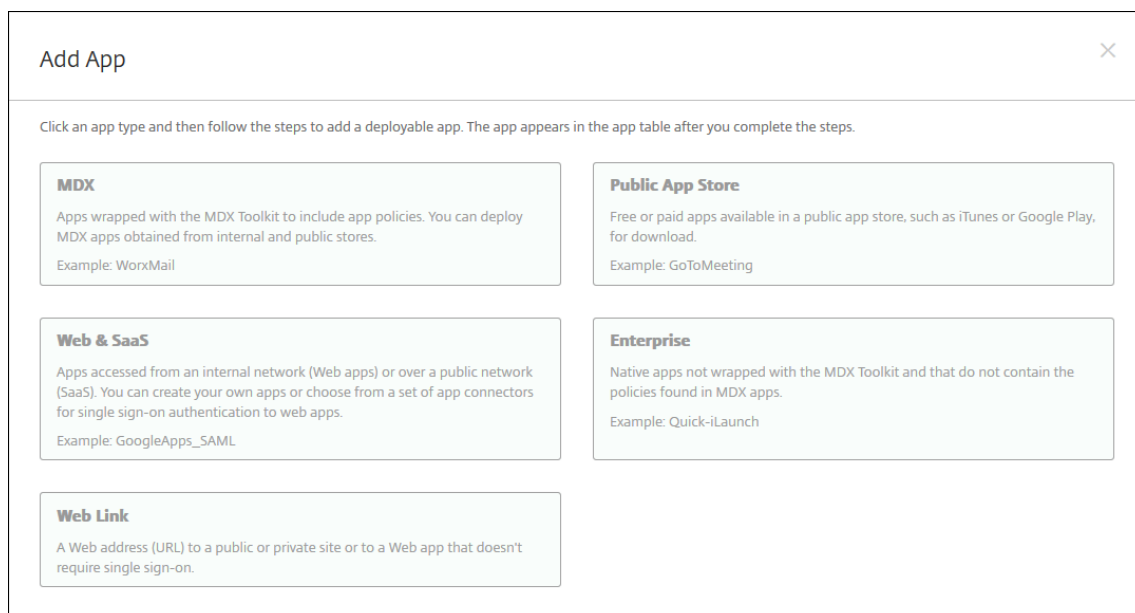 Add App
Click an app type and then follow the steps to add a deployable app. The app appears in the app table after you complete the steps.
MDX
Apps wrapped with the MDX Toolkit to include app policies. You can deploy
MDX apps obtained from internal and public stores.
Example: WorxMail
Public App Store
Free or paid apps available in a public app store, such as iTunes or Google Play,
for download.
Example: GoToMeeting
Web & SaaS
Apps accessed from an internal network (Web apps) or over a public network
(SaaS). You can create your own apps or choose from a set of app connectors
for single sign-on authentication to web apps.
Example: GoogleApps_SAML
Enterprise
Native apps not wrapped with the MDX Toolkit and that do not contain the
policies found in MDX apps.
Example: Quick-iLaunch
Web Link
A Web address (URL) to a public or private site or to a Web app that doesn't
require single sign-on.